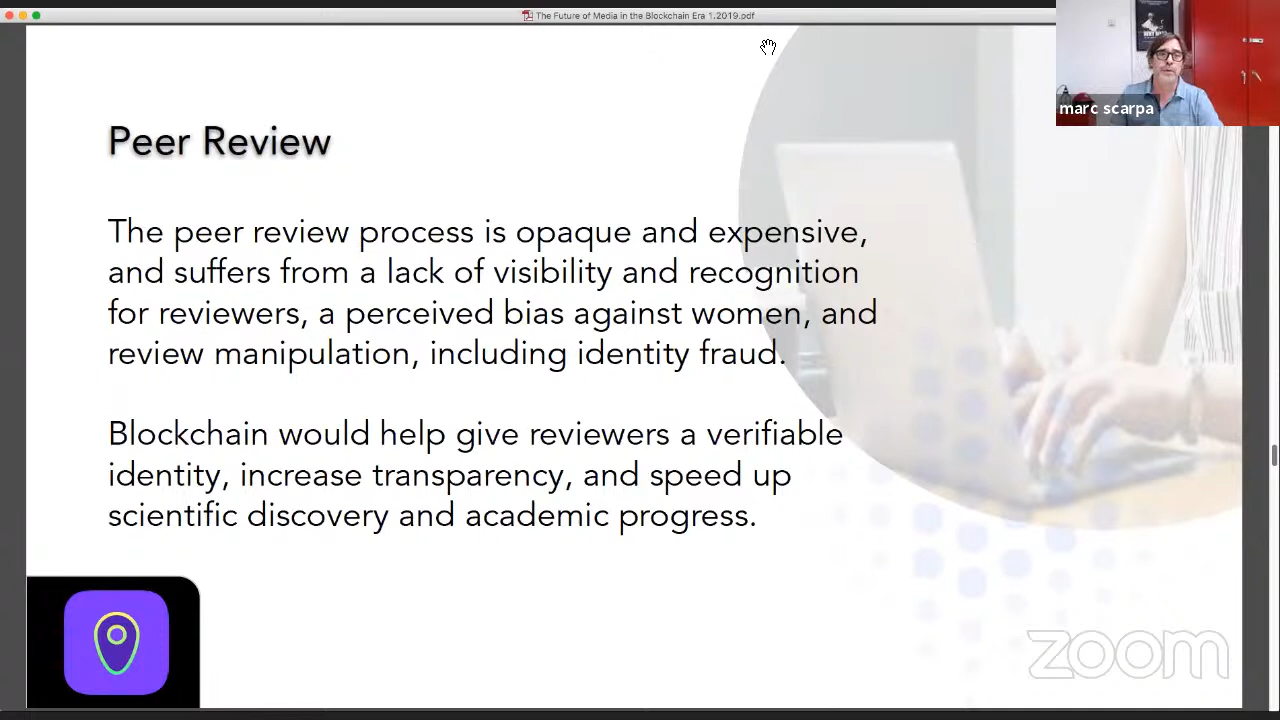 The Future of Media in the Blockchain Era 1.2019.pdf
marc scarpa
Peer Review
The peer review process is opaque and expensive,
and suffers from a lack of visibility and recognition
for reviewers, a perceived bias against women, and
review manipulation, including identity fraud.
Blockchain would help give reviewers a verifiable
identity, increase transparency, and speed up
scientific discovery and academic progress.
zoom